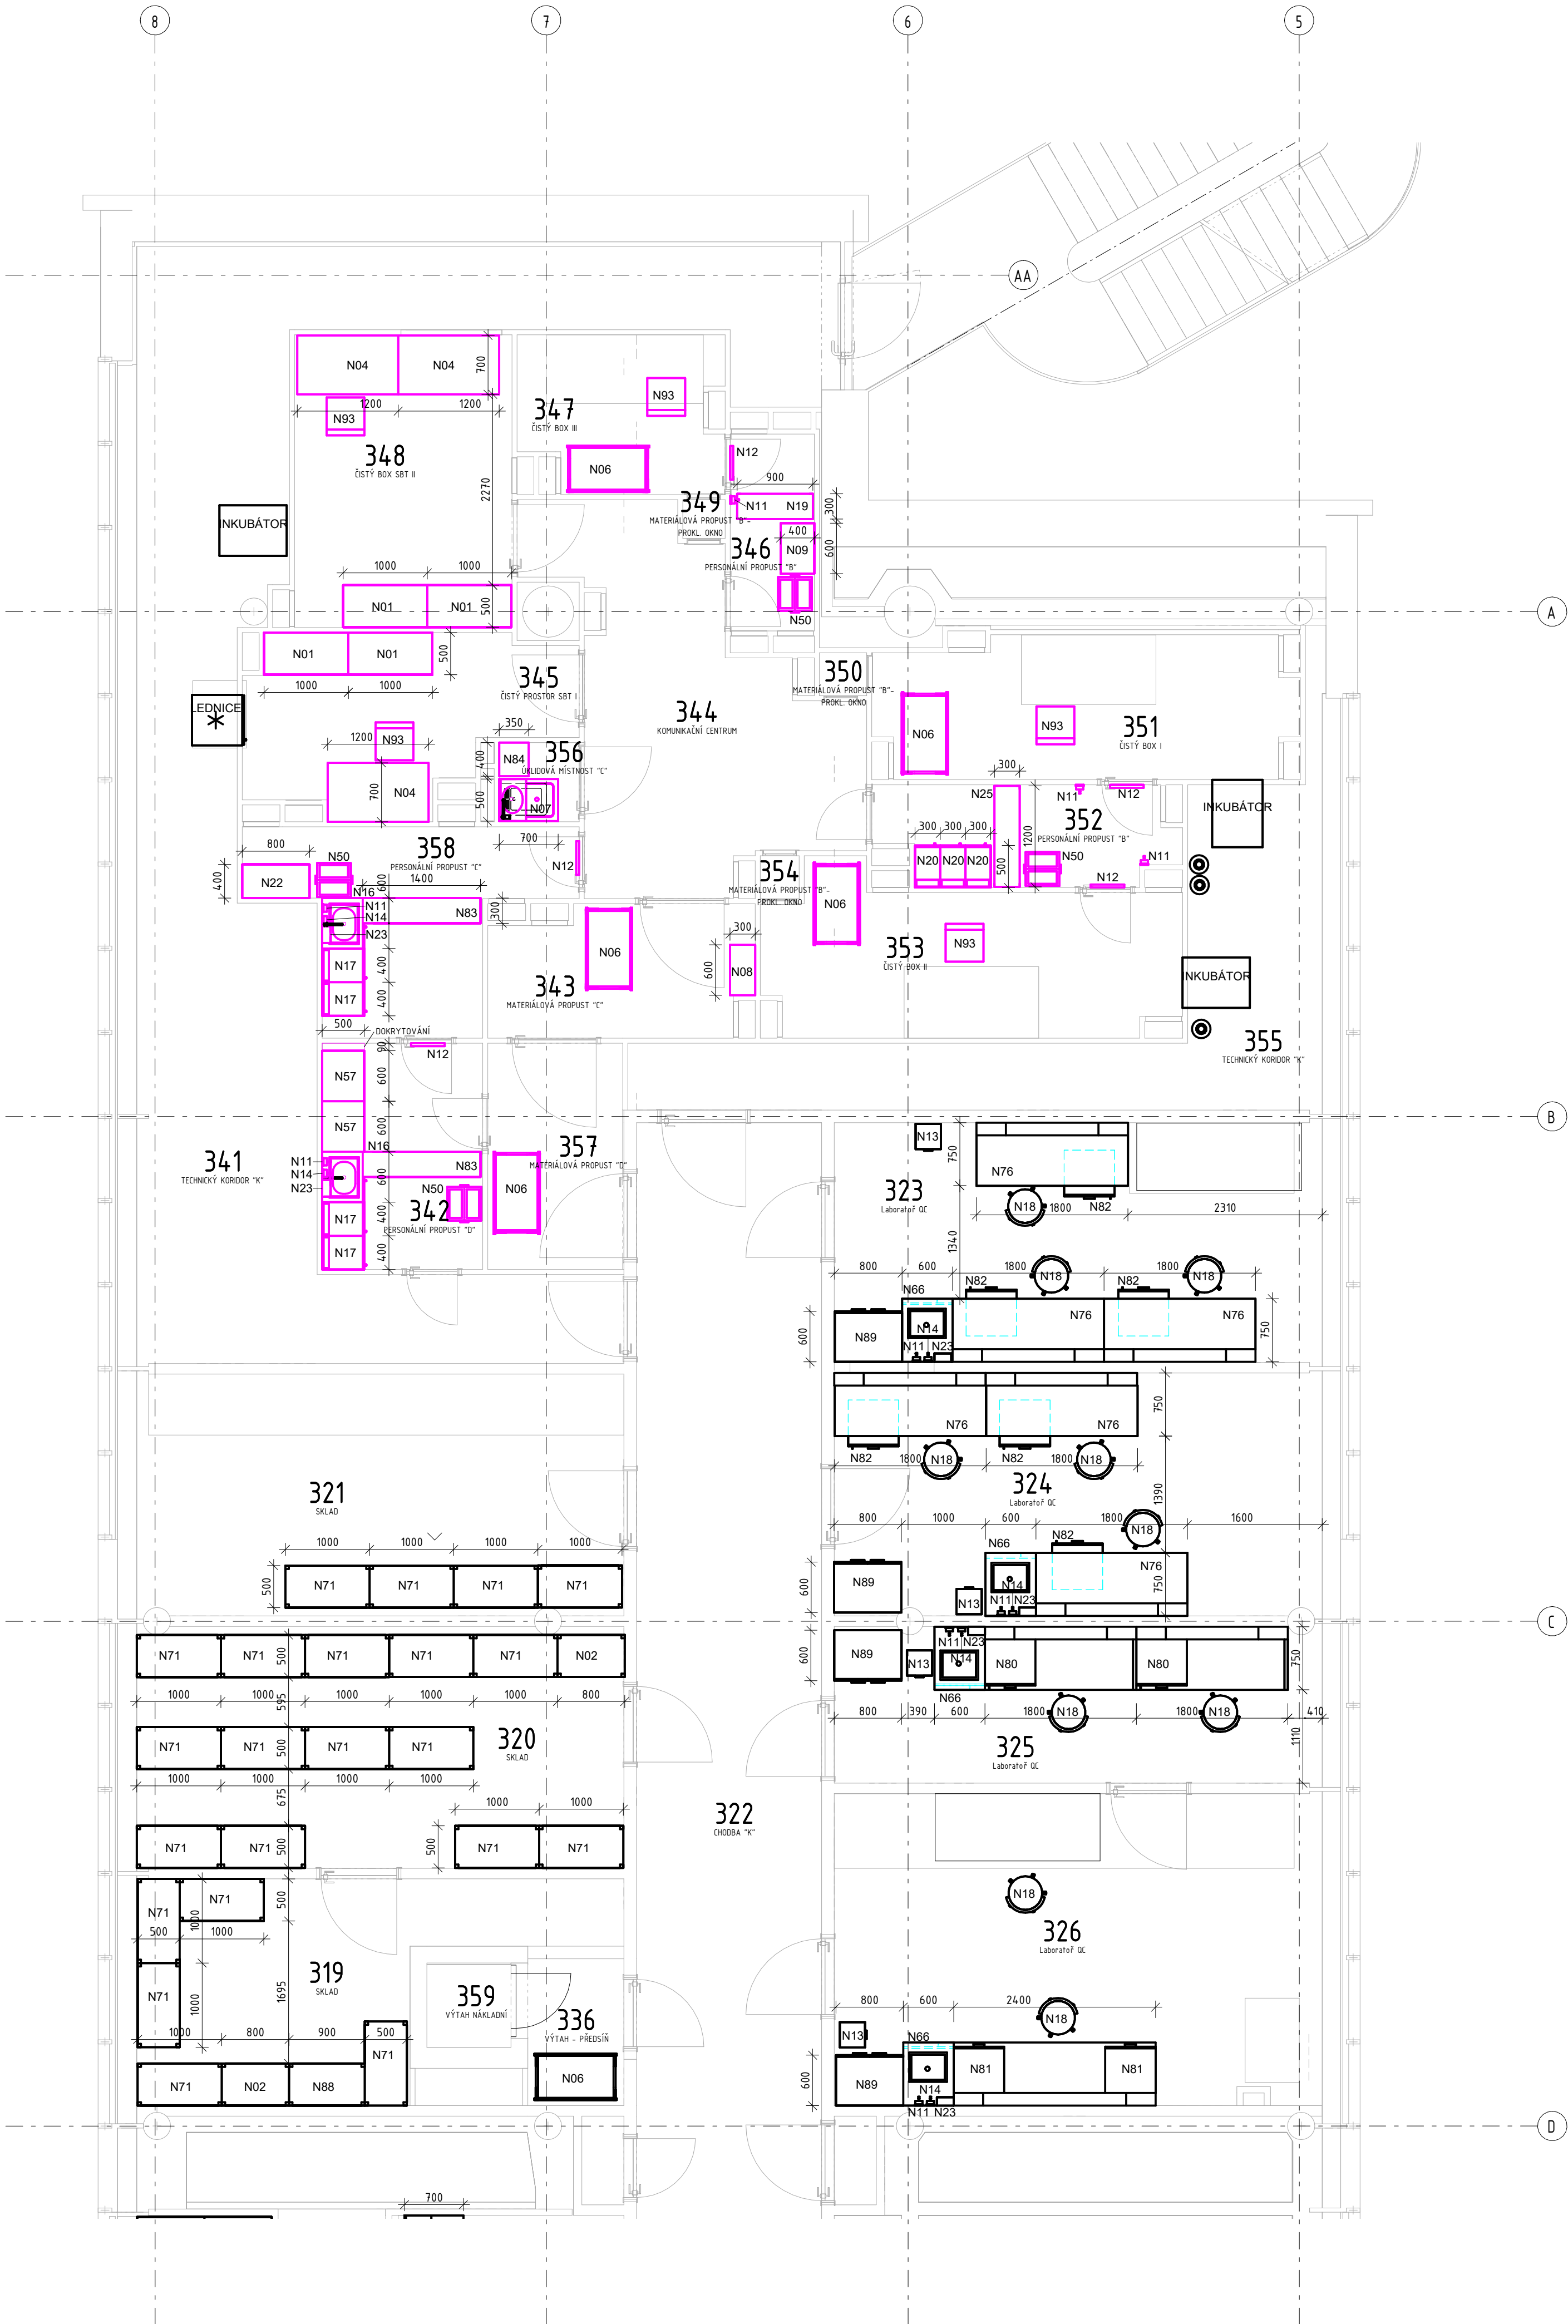 8
7
6
5
AA
N04
N04
700
1200
1200
N93
348
ČISTÝ BOX SBT II
2270
347
ČISTÝ BOX III
N93
N06
N12
900
349
MATERIÁLOVÁ PROPUST "B"-
PROKL. OKNO
N11
N19
300
400
N09
600
346
PERSONÁLNÍ PROPUST "B"
N50
INKUBÁTOR
1000
1000
N01
N01
500
A
N01
N01
500
1000
1000
345
ČISTÝ PROSTOR SBT I
LEDNICE
*
344
KOMUNIKAČNÍ CENTRUM
350
MATERIÁLOVÁ PROPUST "B"-
PROKL. OKNO
N06
N93
351
ČISTÝ BOX I
1200
N93
N04
700
350
400
N84
356
ÚKLIDOVÁ MÍSTNOST "C"
500
N07
700
N12
300
N25
N11
N12
352
PERSONÁLNÍ PROPUST "B"
1200
INKUBÁTOR
300
300
300
N20
N20
N20
500
N50
N11
N12
358
PERSONÁLNÍ PROPUST "C"
800
N50
400
N22
N16
1400
600
N11
N14
N23
N83
300
N17
400
N17
400
500
DOKRYTOVÁNÍ
354
MATERIÁLOVÁ PROPUST "B"-
PROKL. OKNO
N06
300
600
N08
N06
343
MATERIÁLOVÁ PROPUST "C"
353
ČISTÝ BOX II
N93
INKUBÁTOR
355
TECHNICKÝ KORIDOR "K"
90
N12
N57
600
N57
600
B
N16
341
TECHNICKÝ KORIDOR "K"
N11
N14
N23
N83
600
N50
342
PERSONÁLNÍ PROPUST "D"
N17
400
N17
400
357
MATERIÁLOVÁ PROPUST "D"
N06
N13
750
N76
323
Laboratoř QC
N18
1800
N82
2310
1340
800
600
1800
1800
N82
N18
N82
N18
N66
N89
600
N14
N11
N23
N76
N76
750
N76
N76
750
N82
1800
N18
N82
1800
N18
324
Laboratoř QC
1390
800
1000
600
1800
1600
N18
N82
N66
N89
600
N13
N14
N11
N23
N76
750
321
SKLAD
1000
1000
1000
1000
500
N71
N71
N71
N71
C
N71
N71
500
N71
N71
N71
N02
1000
1000
1000
1000
1000
800
595
N89
600
N13
N11
N23
N14
N66
N80
N80
750
800
390
600
1800
N18
1800
N18
410
1110
325
Laboratoř QC
N71
N71
500
N71
N71
320
SKLAD
1000
1000
1000
1000
675
1000
1000
N71
N71
500
500
N71
N71
322
CHODBA "K"
N71
N71
500
1000
500
1000
N71
1000
319
SKLAD
1695
1000
800
900
500
N71
N71
N02
N88
359
VÝTAH NÁKLADNÍ
336
VÝTAH - PŘEDSÍŇ
N06
N18
326
Laboratoř QC
800
600
2400
N18
N13
N66
N89
600
N14
N11
N23
N81
N81
D
700